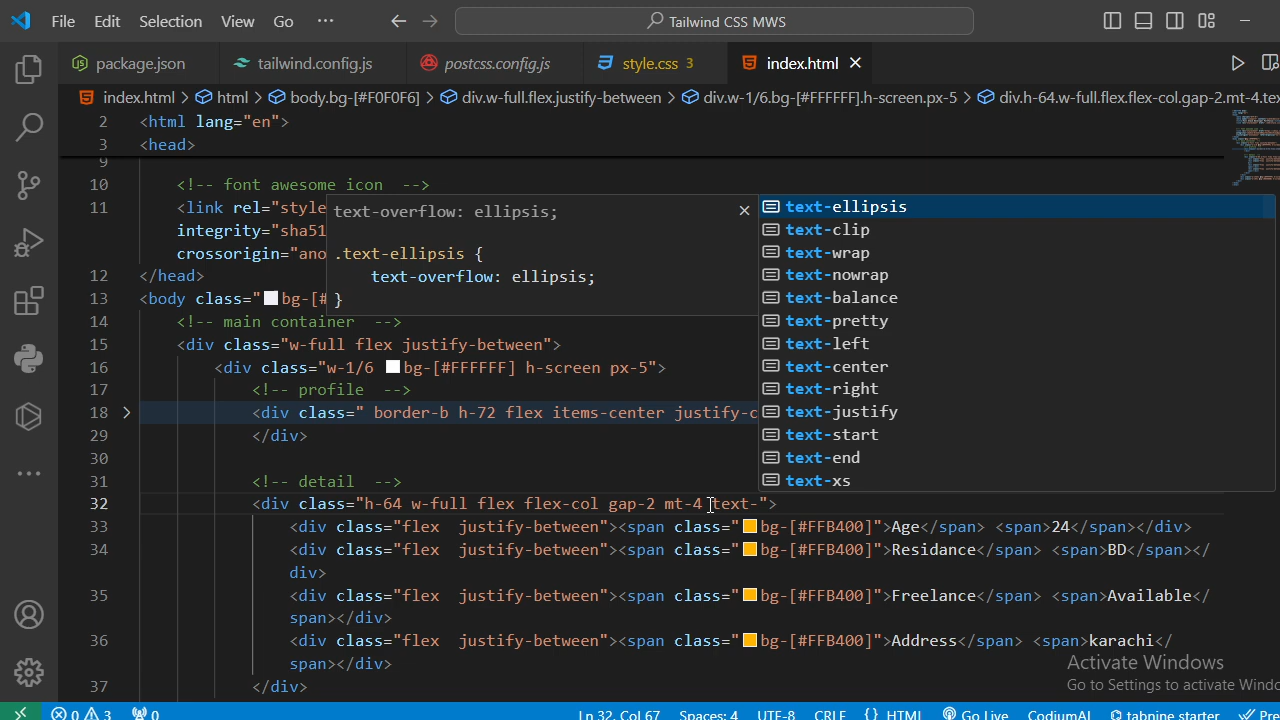 File Edit Selection View Go ··· Tailwind CSS MWS
package.json tailwind.config.js postcss.config.js style.css 3 index.html
index.html > html > body.bg-[#F0F0F6] > div.w-full.flex.justify-between > div.w-1/6.bg-[#FFFFFF].h-screen.px-5 > div.h-64.w-full.flex.flex-col.gap-2.mt-4.tex
2 <html lang="en">
3 <head>
9
10 <!-- font awesome icon -->
11 <link rel="style
integrity="sha51
crossorigin="ano
12 </head>
13 <body class="bg-[#
14 <!-- main container -->
15 <div class="w-full flex justify-between">
16 <div class="w-1/6 bg-[#FFFFFF] h-screen px-5">
17 <!-- profile -->
18 <div class=" border-b h-72 flex items-center justify-c
29 </div>
30
31 <!-- detail -->
32 <div class="h-64 w-full flex flex-col gap-2 mt-4 text-">
33 <div class="flex  justify-between"><span class="bg-[#FFB400]">Age</span> <span>24</span></div>
34 <div class="flex  justify-between"><span class="bg-[#FFB400]">Residance</span> <span>BD</span></
div>
35 <div class="flex  justify-between"><span class="bg-[#FFB400]">Freelance</span> <span>Available</
span></div>
36 <div class="flex  justify-between"><span class="bg-[#FFB400]">Address</span> <span>karachi</
span></div>
37 </div>
text-overflow: ellipsis;
.text-ellipsis {
text-overflow: ellipsis;
}
text-ellipsis
text-clip
text-wrap
text-nowrap
text-balance
text-pretty
text-left
text-center
text-right
text-justify
text-start
text-end
text-xs
Activate Windows
Go to Settings to activate Windo
0 3 0 Ln 32, Col 67 Spaces: 4 UTF-8 CRLF {} HTML Go Live CodiumAI tabnine starter Pre